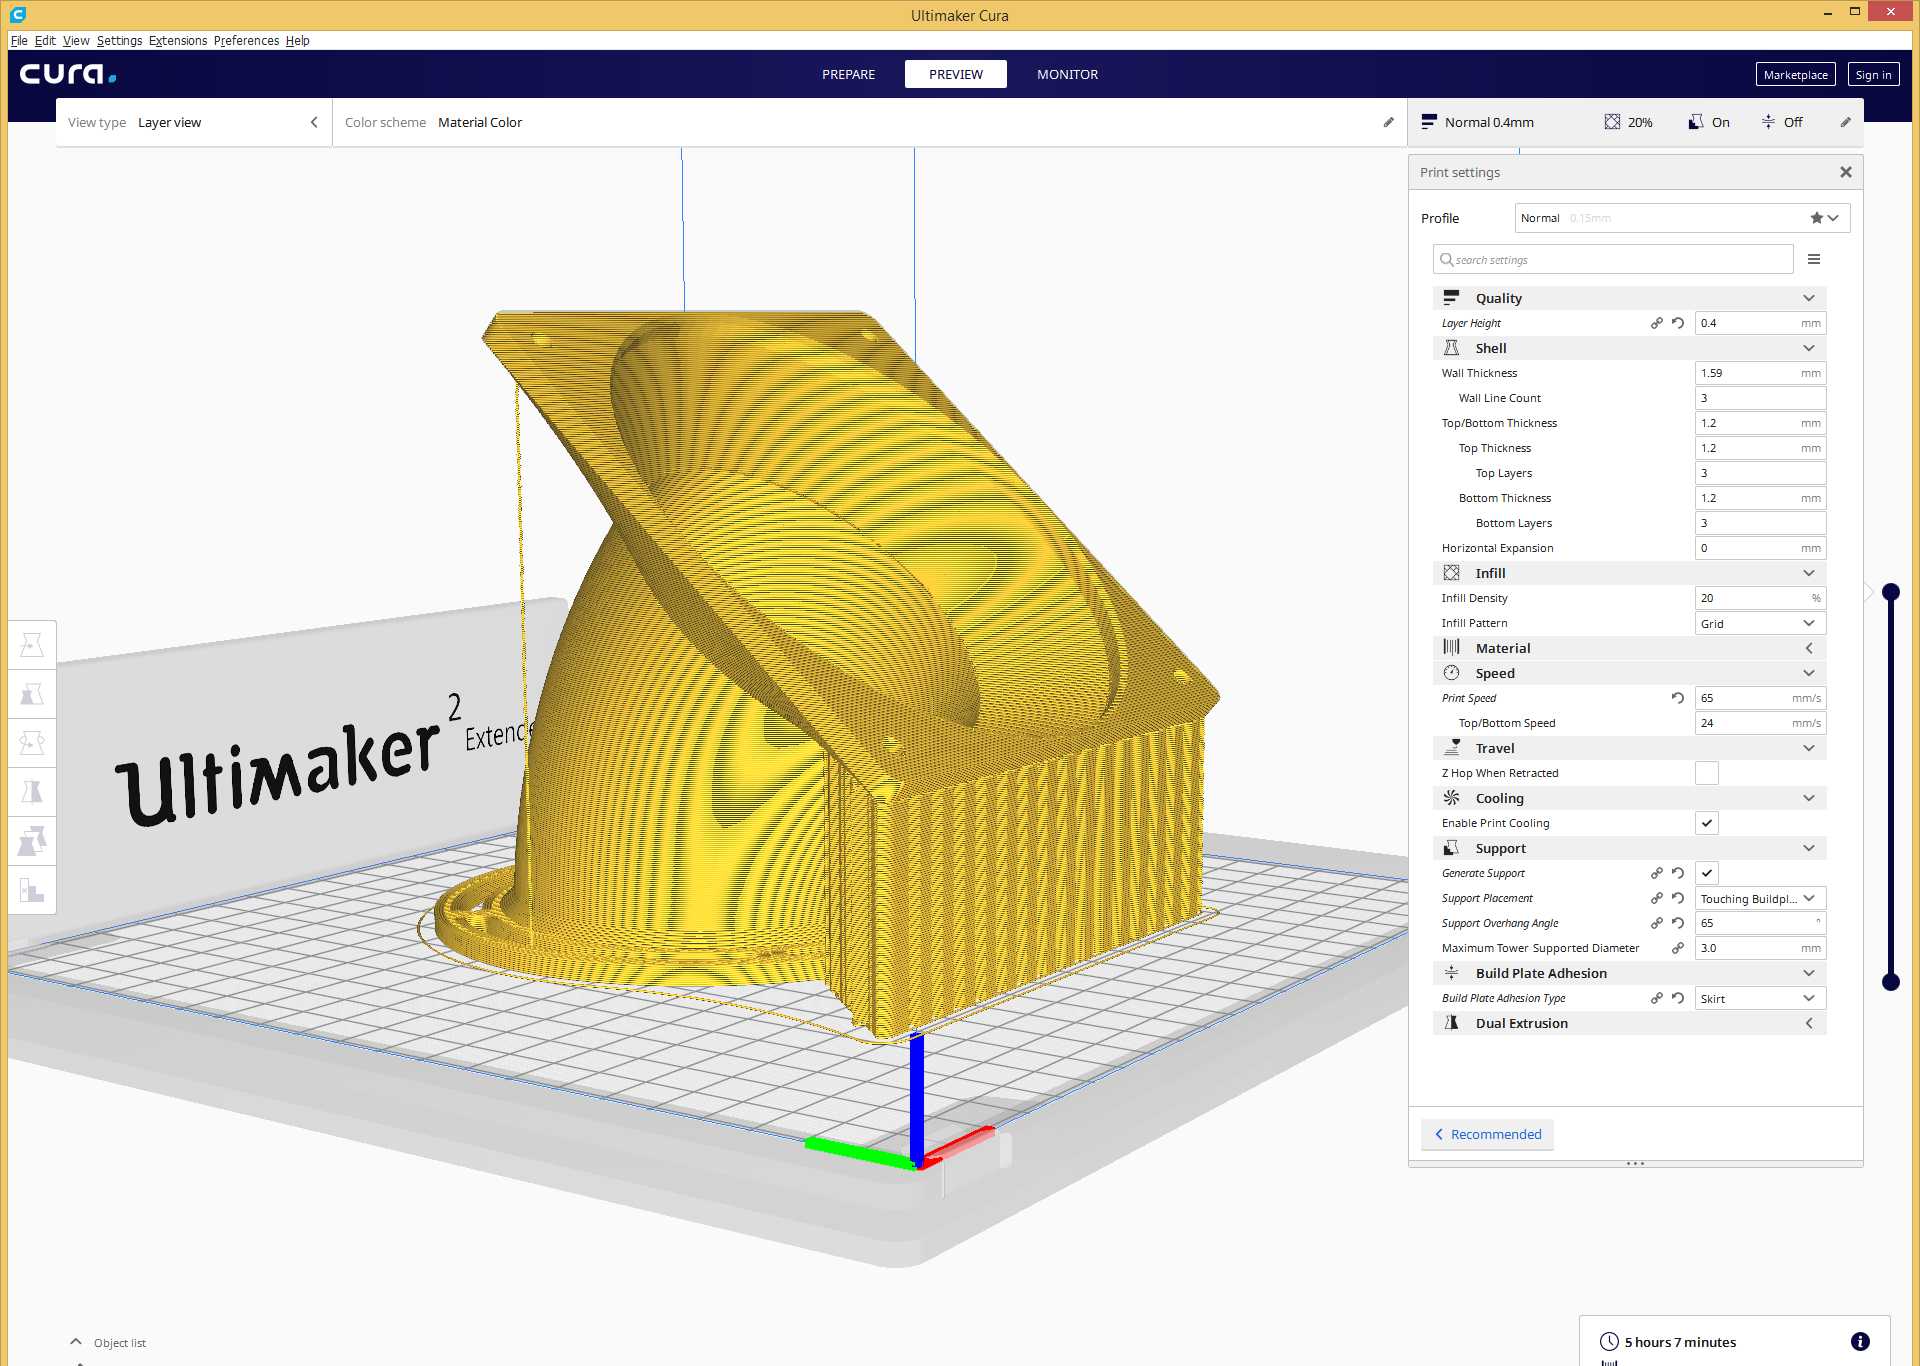 Ultimaker Cura
File Edit View Settings Extensions Preferences Help
cura.
PREPARE PREVIEW MONITOR
Marketplace Sign in
View type Layer view
Color scheme Material Color
Normal 0.4mm 20% On Off
Print settings
Profile Normal 0.15mm
search settings
Quality
Layer Height 0.4 mm
Shell
Wall Thickness 1.59 mm
Wall Line Count 3
Top/Bottom Thickness 1.2 mm
Top Thickness 1.2 mm
Top Layers 3
Bottom Thickness 1.2 mm
Bottom Layers 3
Horizontal Expansion 0 mm
Infill
Infill Density 20 %
Infill Pattern Grid
Material
Speed
Print Speed 65 mm/s
Top/Bottom Speed 24 mm/s
Travel
Z Hop When Retracted
Cooling
Enable Print Cooling
Support
Generate Support
Support Placement Touching Buildpl...
Support Overhang Angle 65 °
Maximum Tower-Supported Diameter 3.0 mm
Build Plate Adhesion
Build Plate Adhesion Type Skirt
Dual Extrusion
Recommended
Ultimaker 2
Extende
Object list
5 hours 7 minutes